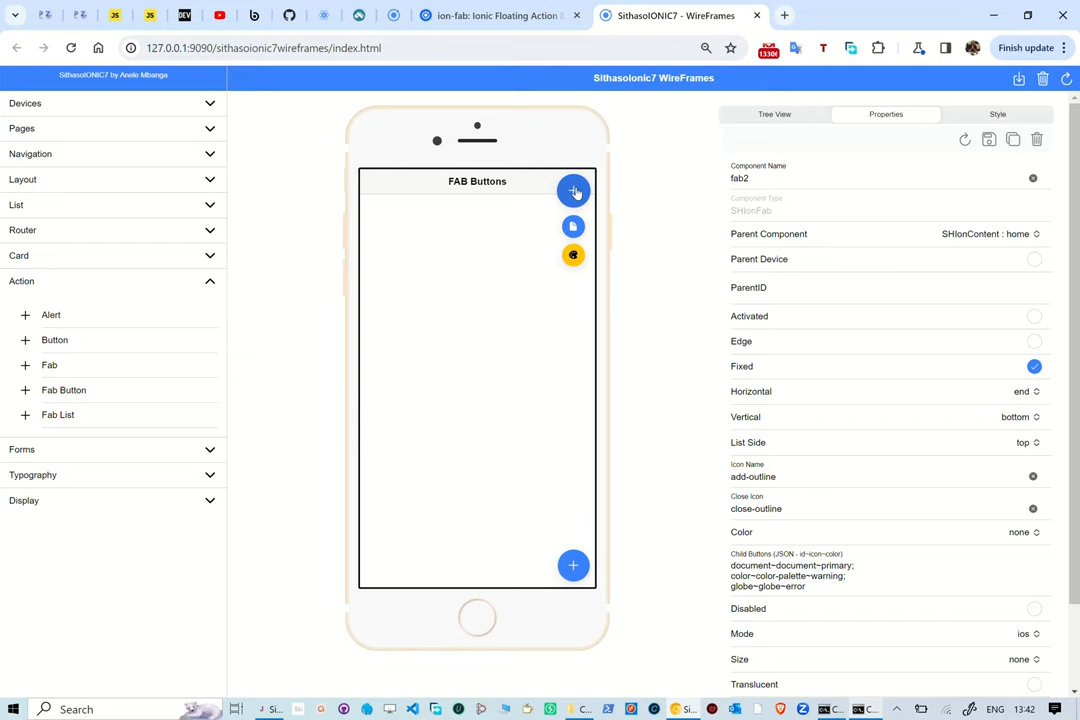 ion-fab: Ionic Floating Action
SithasoIONIC7 - WireFrames
127.0.0.1:9090/sithasoionic7wireframes/index.html
Finish update
SithasoIONIC7 by Anele Mbanga
SithasoIonic7 WireFrames
Devices
Pages
Navigation
Layout
List
Router
Card
Action
Alert
Button
Fab
Fab Button
Fab List
Forms
Typography
Display
FAB Buttons
Tree View
Properties
Style
Component Name
fab2
Component Type
SHIonFab
Parent Component SHIonContent : home
Parent Device
ParentID
Activated
Edge
Fixed
Horizontal end
Vertical bottom
List Side top
Icon Name
add-outline
Close Icon
close-outline
Color none
Child Buttons (JSON - id~icon~color)
document~document~primary;
color~color-palette~warning;
globe~globe~error
Disabled
Mode ios
Size none
Translucent
Search
ENG
13:42